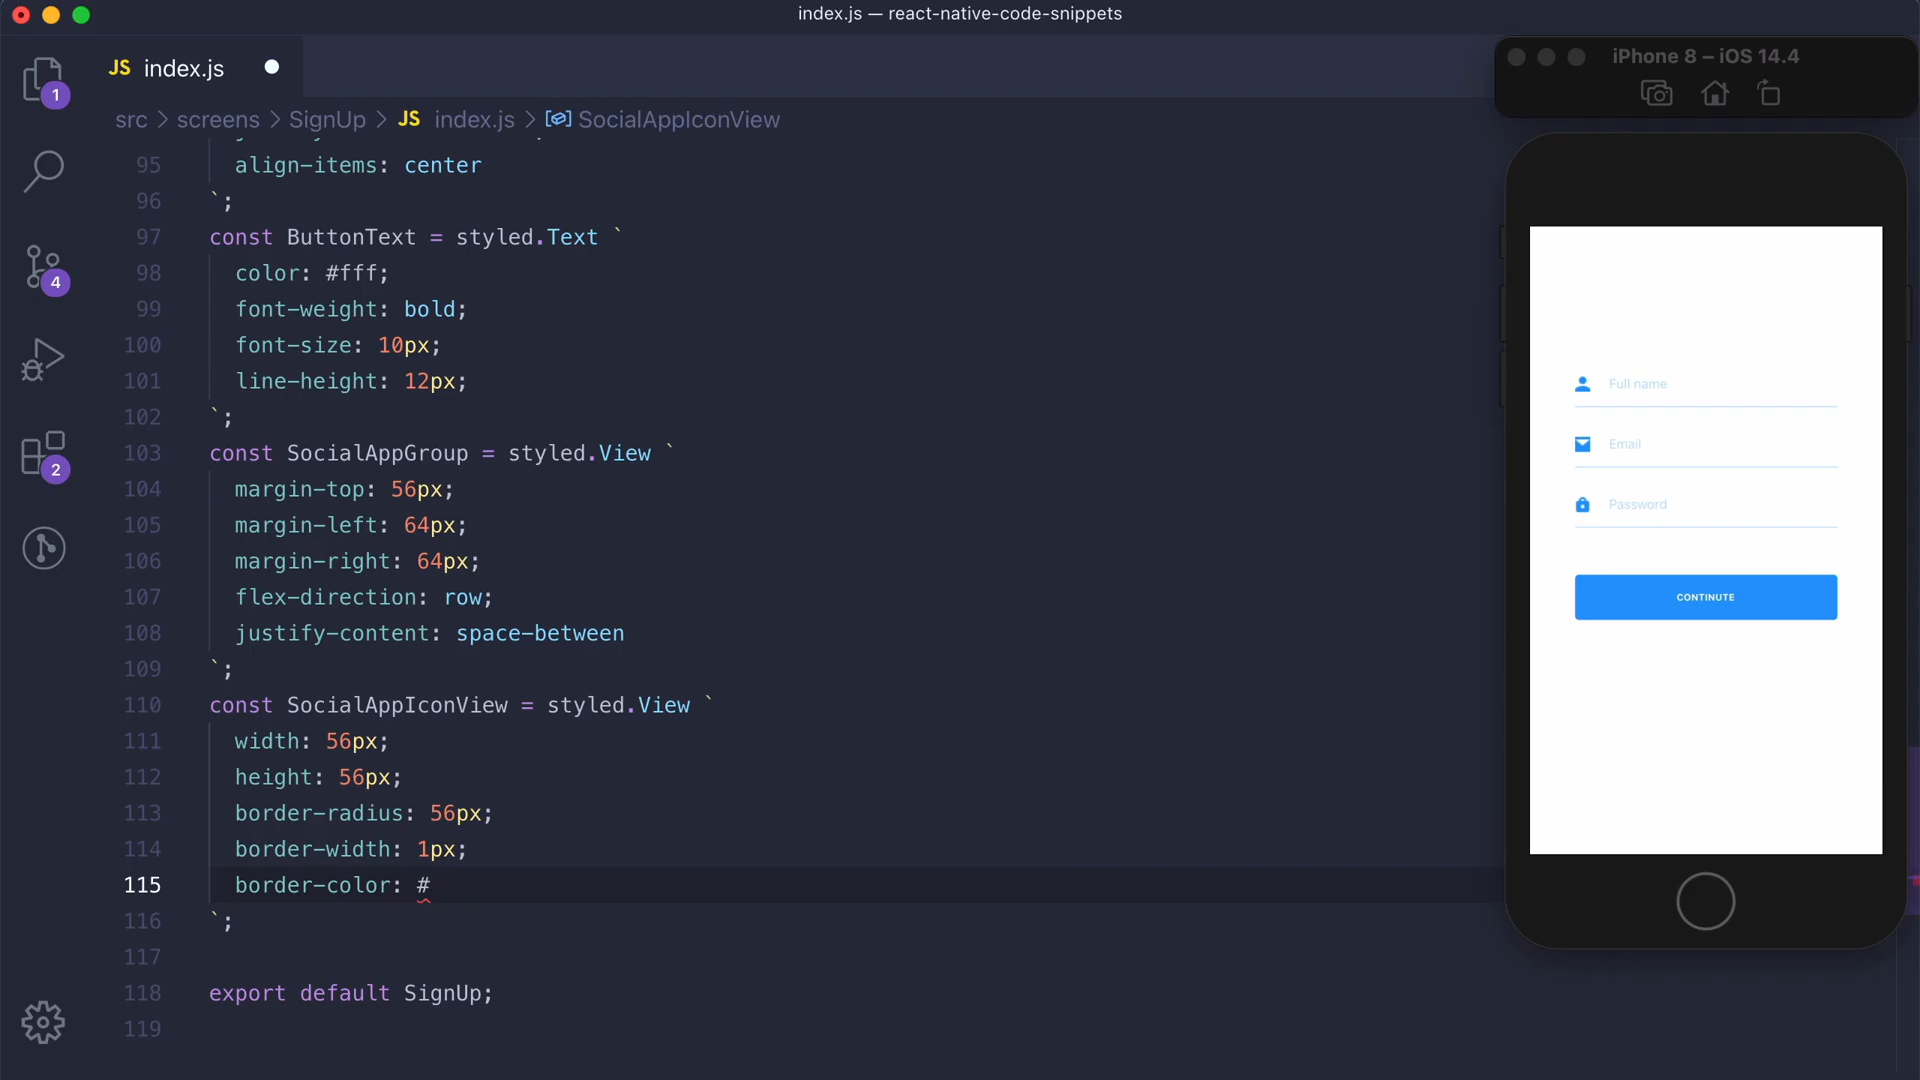 index.js — react-native-code-snippets
JS index.js
src > screens > SignUp > JS index.js > SocialAppIconView
95 align-items: center
96 `;
97 const ButtonText = styled.Text `
98 color: #fff;
99 font-weight: bold;
100 font-size: 10px;
101 line-height: 12px;
102 `;
103 const SocialAppGroup = styled.View `
104 margin-top: 56px;
105 margin-left: 64px;
106 margin-right: 64px;
107 flex-direction: row;
108 justify-content: space-between
109 `;
110 const SocialAppIconView = styled.View `
111 width: 56px;
112 height: 56px;
113 border-radius: 56px;
114 border-width: 1px;
115 border-color: #
116 `;
117
118 export default SignUp;
119
1
4
2
iPhone 8 – iOS 14.4
Full name
Email
Password
CONTINUTE